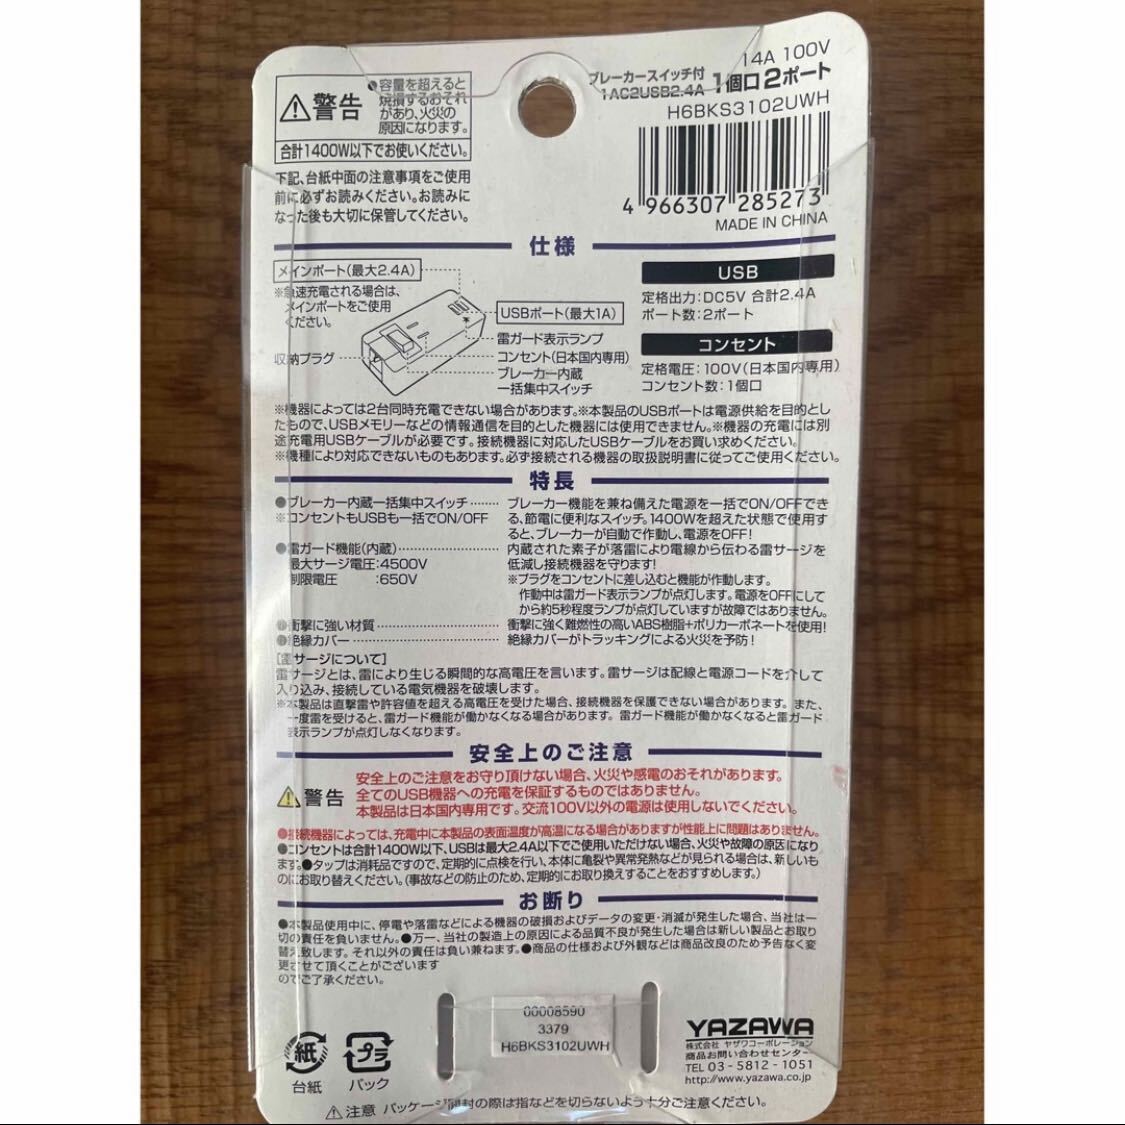 ⚠警告
●容量を超えると
焼損するおそれ
があり、火災の
原因になります。
合計1400W以下でお使いください。
下記、台紙中面の注意事項をご使用
前に必ずお読みください。お読みに
なった後も大切に保管してください。
14A 100V
ブレーカースイッチ付
1AC2USB2.4A 1個口2ポート
H6BKS3102UWH
4 966307 285273
MADE IN CHINA
仕様
メインポート(最大2.4A)
※急速充電される場合は、
メインポートをご使用
ください。
収納プラグ
USBポート(最大1A)
雷ガード表示ランプ
コンセント(日本国内専用)
ブレーカー内蔵
一括集中スイッチ
USB
定格出力:DC5V 合計2.4A
ポート数:2ポート
コンセント
定格電圧:100V(日本国内専用)
コンセント数:1個口
※機器によっては2台同時充電できない場合があります。※本製品のUSBポートは電源供給を目的とし
たもので、USBメモリーなどの情報通信を目的とした機器には使用できません。※機器の充電には別
途充電用USBケーブルが必要です。接続機器に対応したUSBケーブルをお買い求めください。
※機種により対応できないものもあります。必ず接続される機器の取扱説明書に従ってご使用ください。
特長
●ブレーカー内蔵一括集中スイッチ
※コンセントもUSBも一括でON/OFF
ブレーカー機能を兼ね備えた電源を一括でON/OFFでき
る、節電に便利なスイッチ。1400Wを超えた状態で使用す
ると、ブレーカーが自動で作動し、電源をOFF!
●雷ガード機能(内蔵)
最大サージ電圧:4500V
制限電圧 :650V
内蔵された素子が落雷により電線から伝わる雷サージを
低減し接続機器を守ります!
※プラグをコンセントに差し込むと機能が作動します。
作動中は雷ガード表示ランプが点灯します。電源をOFFにして
から約5秒程度ランプが点灯していますが故障ではありません。
●衝撃に強い材質 衝撃に強く難燃性の高いABS樹脂+ポリカーボネートを使用!
●絶縁カバー 絶縁カバーがトラッキングによる火災を予防!
[雷サージについて]
雷サージとは、雷により生じる瞬間的な高電圧を言います。雷サージは配線と電源コードを介して
入り込み、接続している電気機器を破壊します。
※本製品は直撃雷や許容値を超える高電圧を受けた場合、接続機器を保護できない場合があります。また、
一度雷を受けると、雷ガード機能が働かなくなる場合があります。雷ガード機能が働かなくなると雷ガード
表示ランプが点灯しなくなります。
安全上のご注意
⚠警告
安全上のご注意をお守り頂けない場合、火災や感電のおそれがあります。
全てのUSB機器への充電を保証するものではありません。
本製品は日本国内専用です。交流100V以外の電源は使用しないでください。
●接続機器によっては、充電中に本製品の表面温度が高温になる場合がありますが性能上に問題はありません。
●コンセントは合計1400W以下、USBは最大2.4A以下でご使用いただけない場合、火災や故障の原因になり
ます。●タップは消耗品ですので、定期的に点検を行い、本体に亀裂や異常発熱などが見られる場合は、新しいも
のにお取り替えください。(事故などの防止のため、定期的にお取り換えすることをおすすめします。)
お断り
●本製品使用中に、停電や落雷などによる機器の破損およびデータの変更・消滅が発生した場合、当社は一
切の責任を負いません。●万一、当社の製造上の原因による品質不良が発生した場合は新しい製品とお取り
替え致します。それ以外の責任は負い兼ねます。●商品の仕様および外観などは商品改良のため予告なく変
更させて頂くことがございます
のでご了承ください。
紙
台紙
プラ
パック
00008590
3379
H6BKS3102UWH
YAZAWA
株式会社 ヤザワコーポレーション
商品お問い合わせセンター
TEL 03-5812-1051
http://www.yazawa.co.jp
⚠注意 パッケージ開封の際は指などを切らないよう十分ご注意ください。